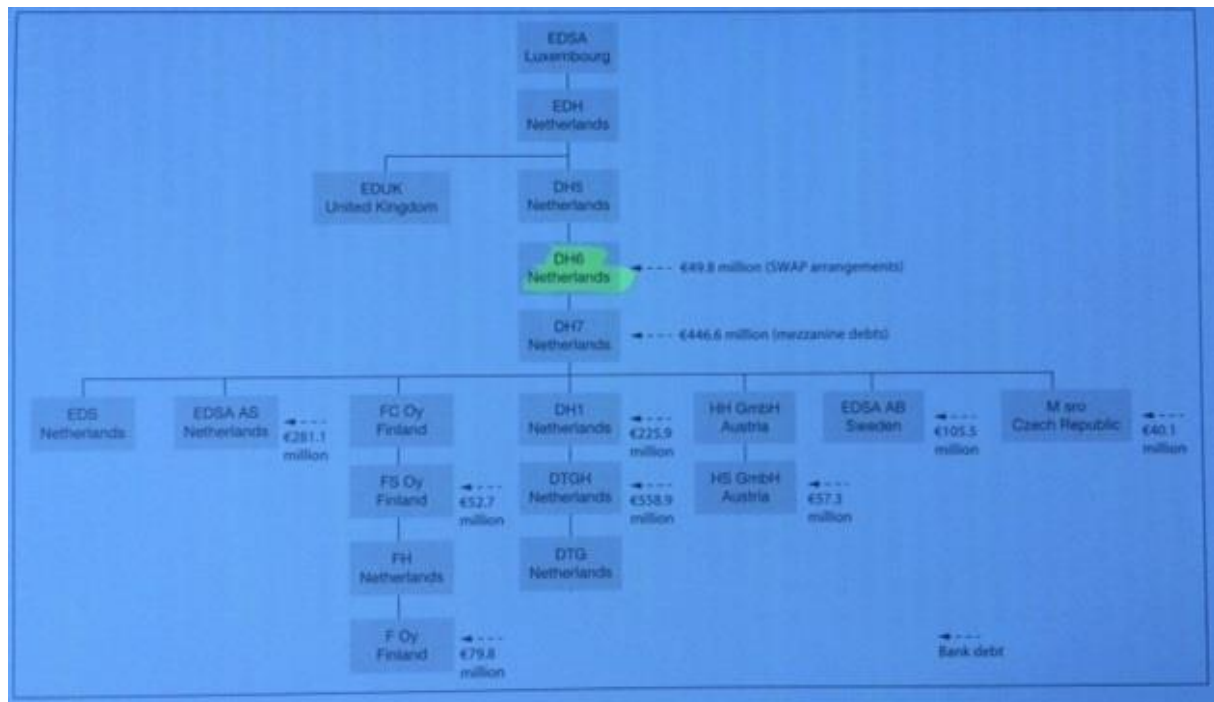 EDSA
Luxembourg
EDH
Netherlands
EDUK
United Kingdom
DH5
Netherlands
DH6
Netherlands
€49.8 million (SWAP arrangements)
DH7
Netherlands
€446.6 million (mezzanine debts)
EDS
Netherlands
EDSA AS
Netherlands
€281.1
million
FC Oy
Finland
DH1
Netherlands
€225.9
million
HH GmbH
Austria
EDSA AB
Sweden
€105.5
million
M sro
Czech Republic
€40.1
million
FS Oy
Finland
€52.7
million
DTGH
Netherlands
€558.9
million
HS GmbH
Austria
€57.3
million
FH
Netherlands
DTG
Netherlands
F Oy
Finland
€79.8
million
Bank debt